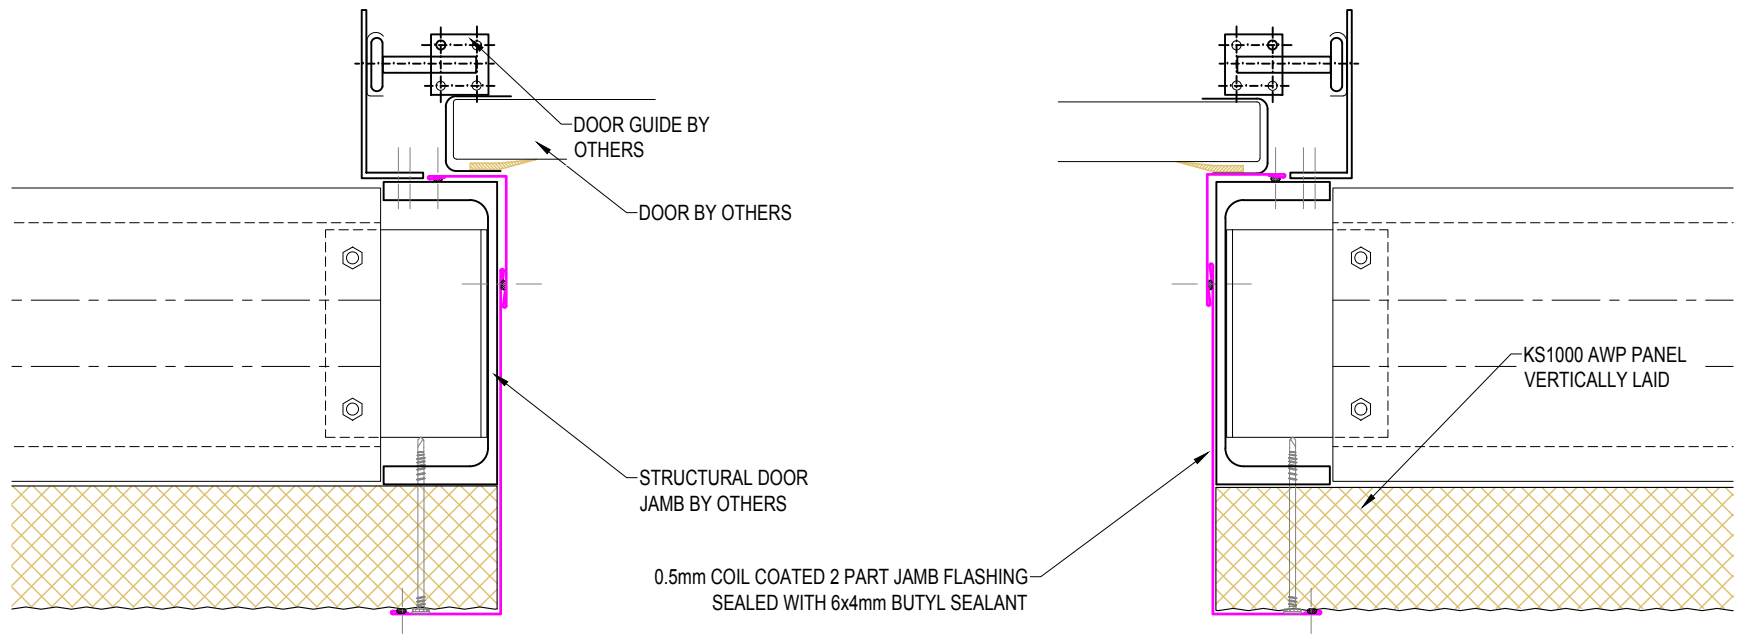 DOOR GUIDE BY
OTHERS
DOOR BY OTHERS
STRUCTURAL DOOR
JAMB BY OTHERS
0.5mm COIL COATED 2 PART JAMB FLASHING
SEALED WITH 6x4mm BUTYL SEALANT
KS1000 AWP PANEL
VERTICALLY LAID